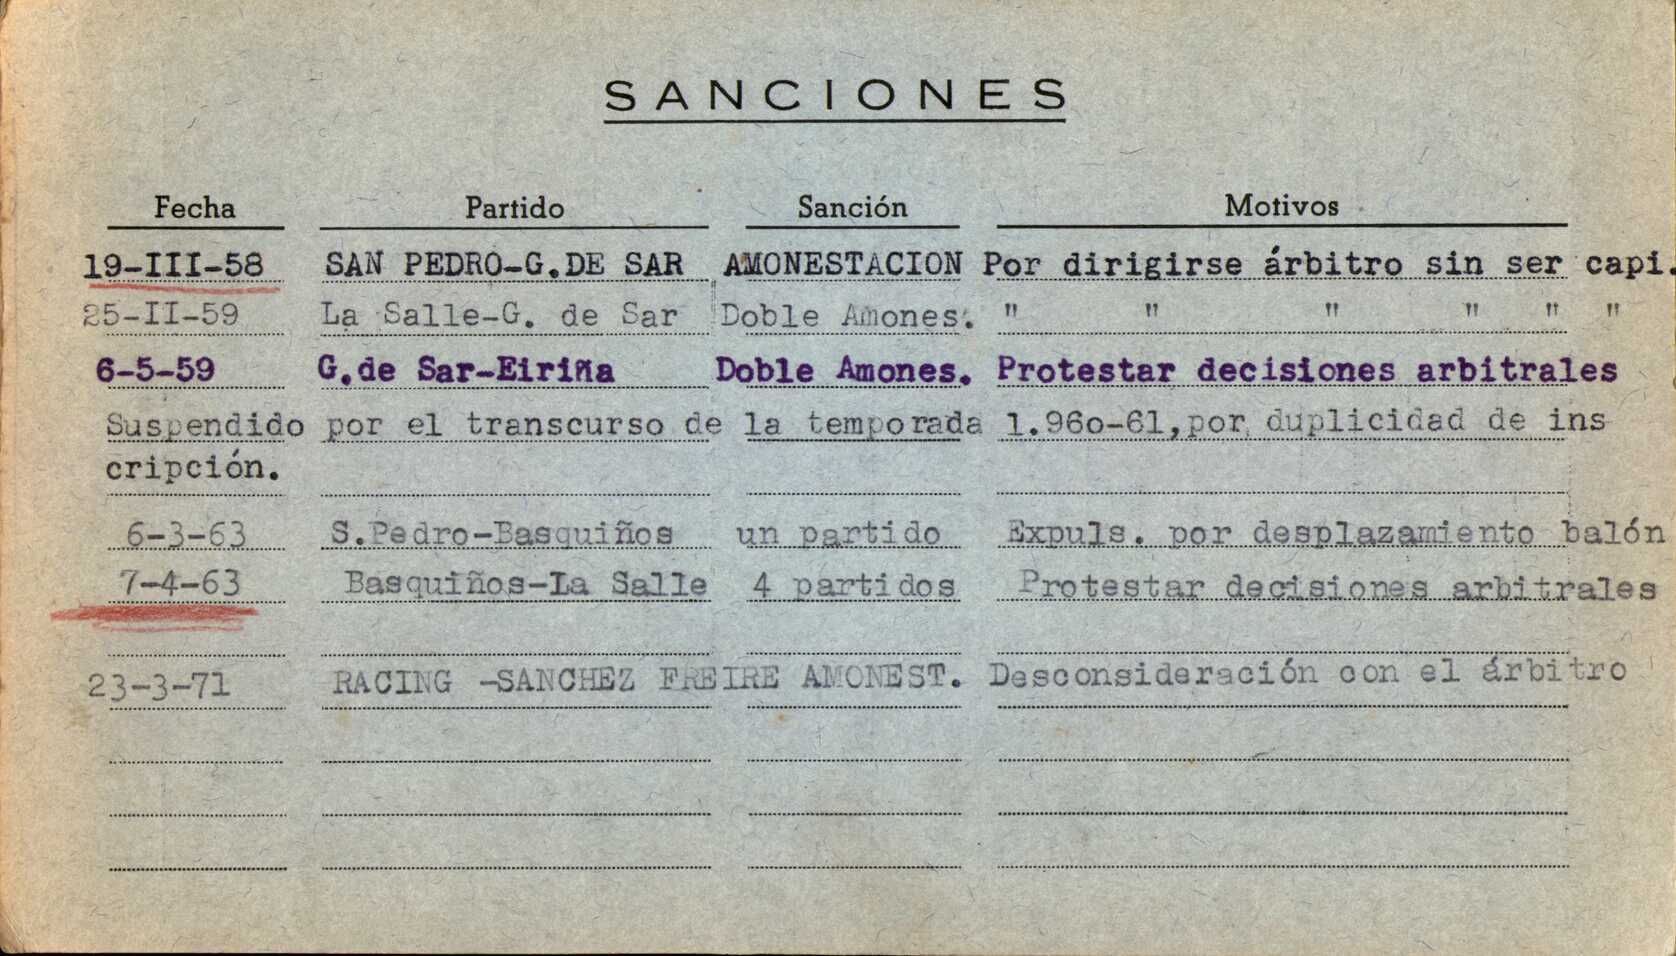 SANCIONES
Fecha Partido Sanción Motivos
19-III-58 SAN PEDRO-G.DE SAR AMONESTACION Por dirigirse árbitro sin ser capi.
25-II-59 La Salle-G. de Sar Doble Amones. " " " " " "
6-5-59 G.de Sar-Eiriña Doble Amones. Protestar decisiones arbitrales
Suspendido por el transcurso de la temporada 1.96o-61,por duplicidad de ins
cripción.
6-3-63 S.Pedro-Basquiños un partido Expuls. por desplazamiento balón
7-4-63 Basquiños-La Salle 4 partidos Protestar decisiones arbitrales
23-3-71 RACING -SANCHEZ FREIRE AMONEST. Desconsideración con el árbitro